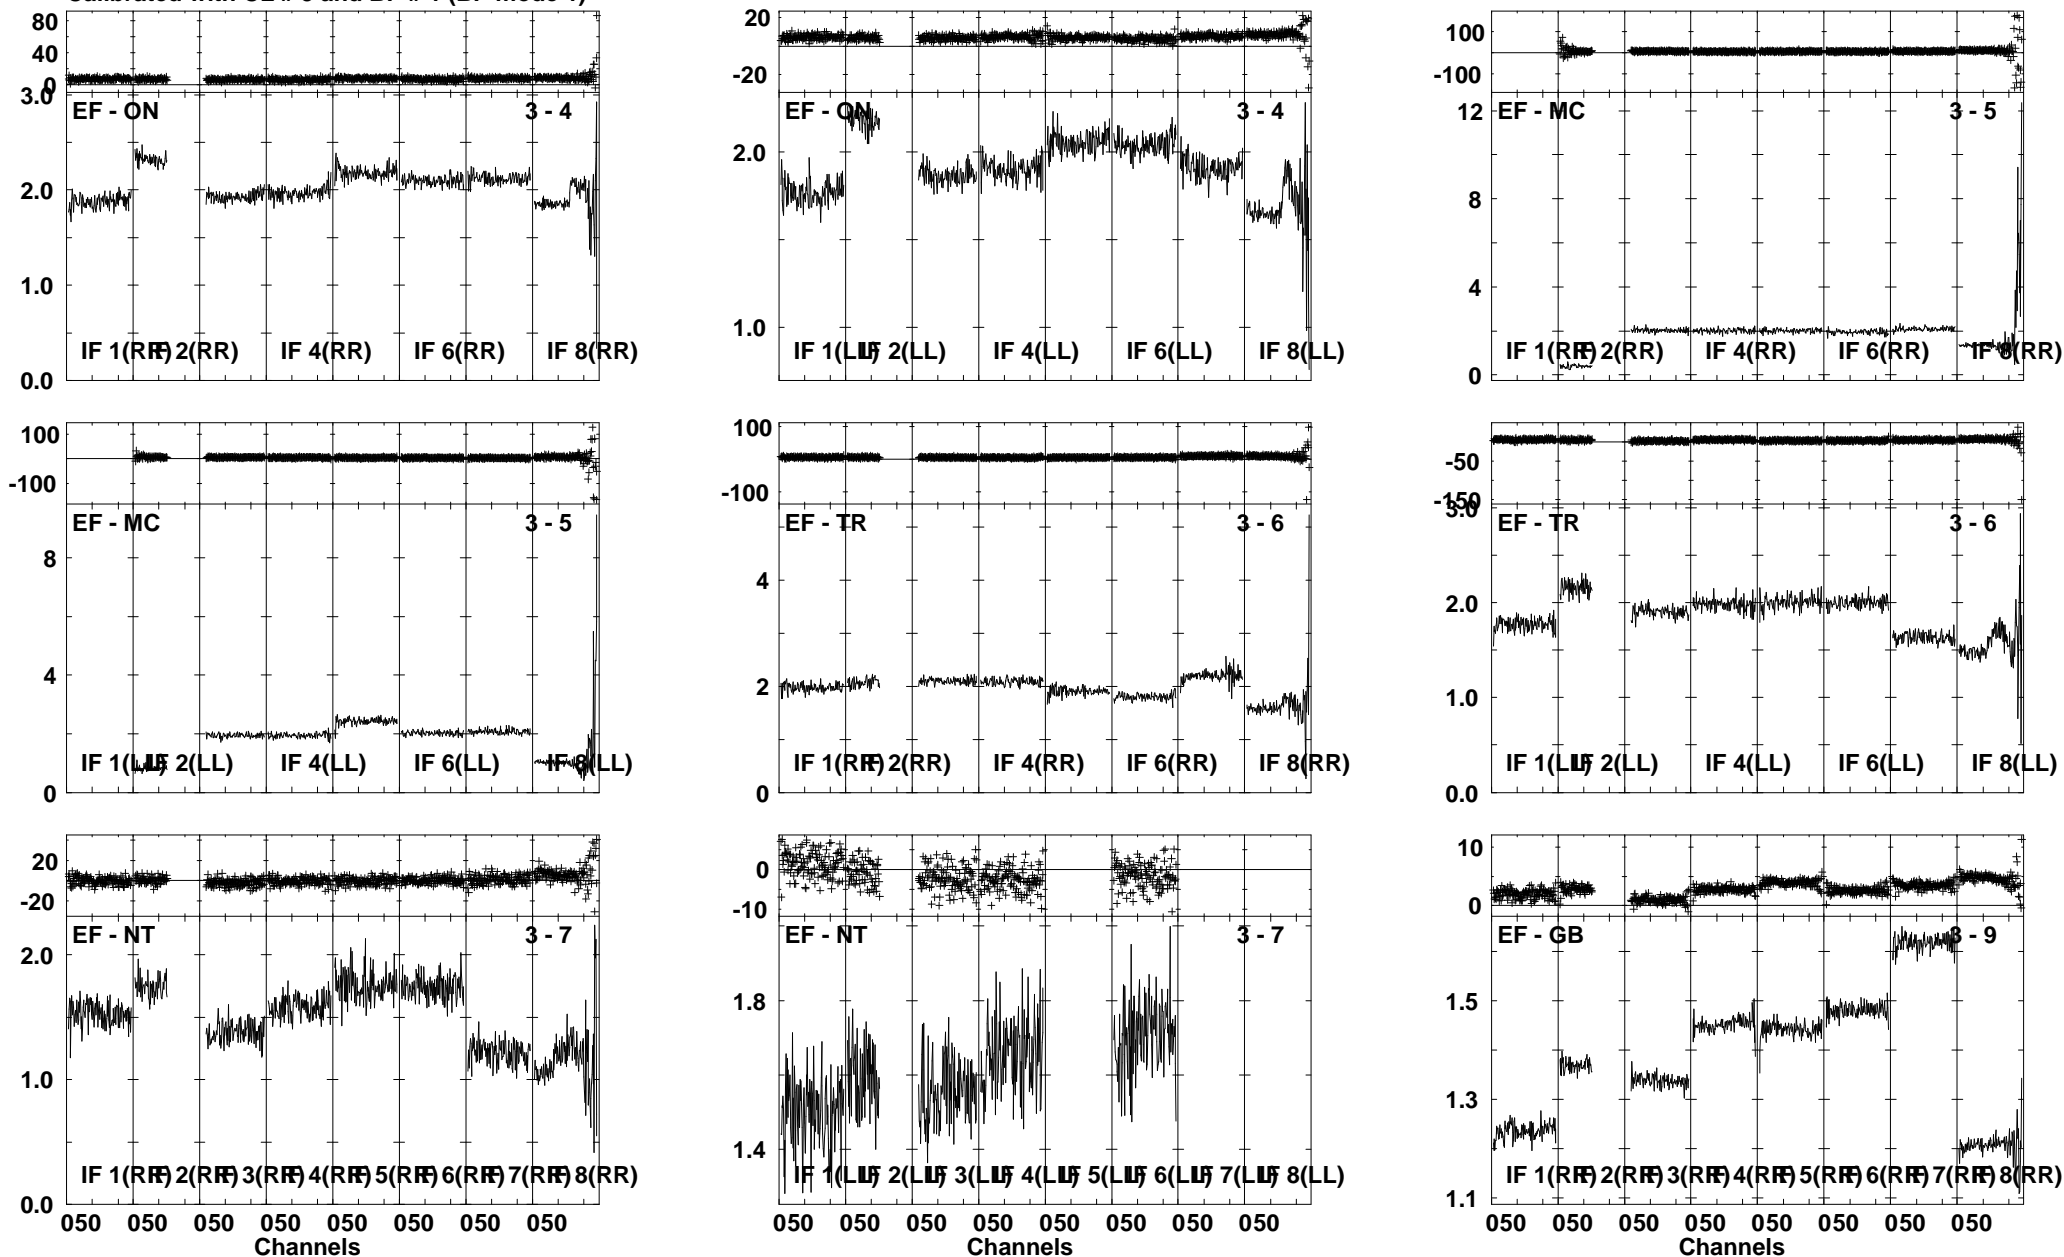 Calibrated with CL # and BP # (BP mode 1)
80
40
0
3.0
EF - ON
3 - 4
2.0
1.0
0.0
IF 1(RR) IF 2(RR) IF 4(RR) IF 6(RR) IF 8(RR)
20
-20
EF - ON
3 - 4
2.0
1.0
IF 1(LL) IF 2(LL) IF 4(LL) IF 6(LL) IF 8(LL)
100
-100
EF - MC
3 - 5
12
8
4
0
IF 1(RR) IF 2(RR) IF 4(RR) IF 6(RR) IF 8(RR)
100
-100
EF - MC
3 - 5
8
4
0
IF 1(LL) IF 2(LL) IF 4(LL) IF 6(LL) IF 8(LL)
100
-100
EF - TR
3 - 6
4
2
0
IF 1(RR) IF 2(RR) IF 4(RR) IF 6(RR) IF 8(RR)
-50
-150
3.0
EF - TR
3 - 6
2.0
1.0
0.0
IF 1(LL) IF 2(LL) IF 4(LL) IF 6(LL) IF 8(LL)
20
-20
EF - NT
3 - 7
2.0
1.0
0.0
IF 1(RR) IF 2(RR) IF 3(RR) IF 4(RR) IF 5(RR) IF 6(RR) IF 7(RR) IF 8(RR)
050 050 050 050 050 050 050 050
Channels
0
-10
EF - NT
3 - 7
1.8
1.4
IF 1(LL) IF 2(LL) IF 3(LL) IF 4(LL) IF 5(LL) IF 6(LL) IF 7(LL) IF 8(LL)
050 050 050 050 050 050 050 050
Channels
10
0
EF - GB
3 - 9
1.5
1.3
1.1
IF 1(RR) IF 2(RR) IF 3(RR) IF 4(RR) IF 5(RR) IF 6(RR) IF 7(RR) IF 8(RR)
050 050 050 050 050 050 050 050
Channels